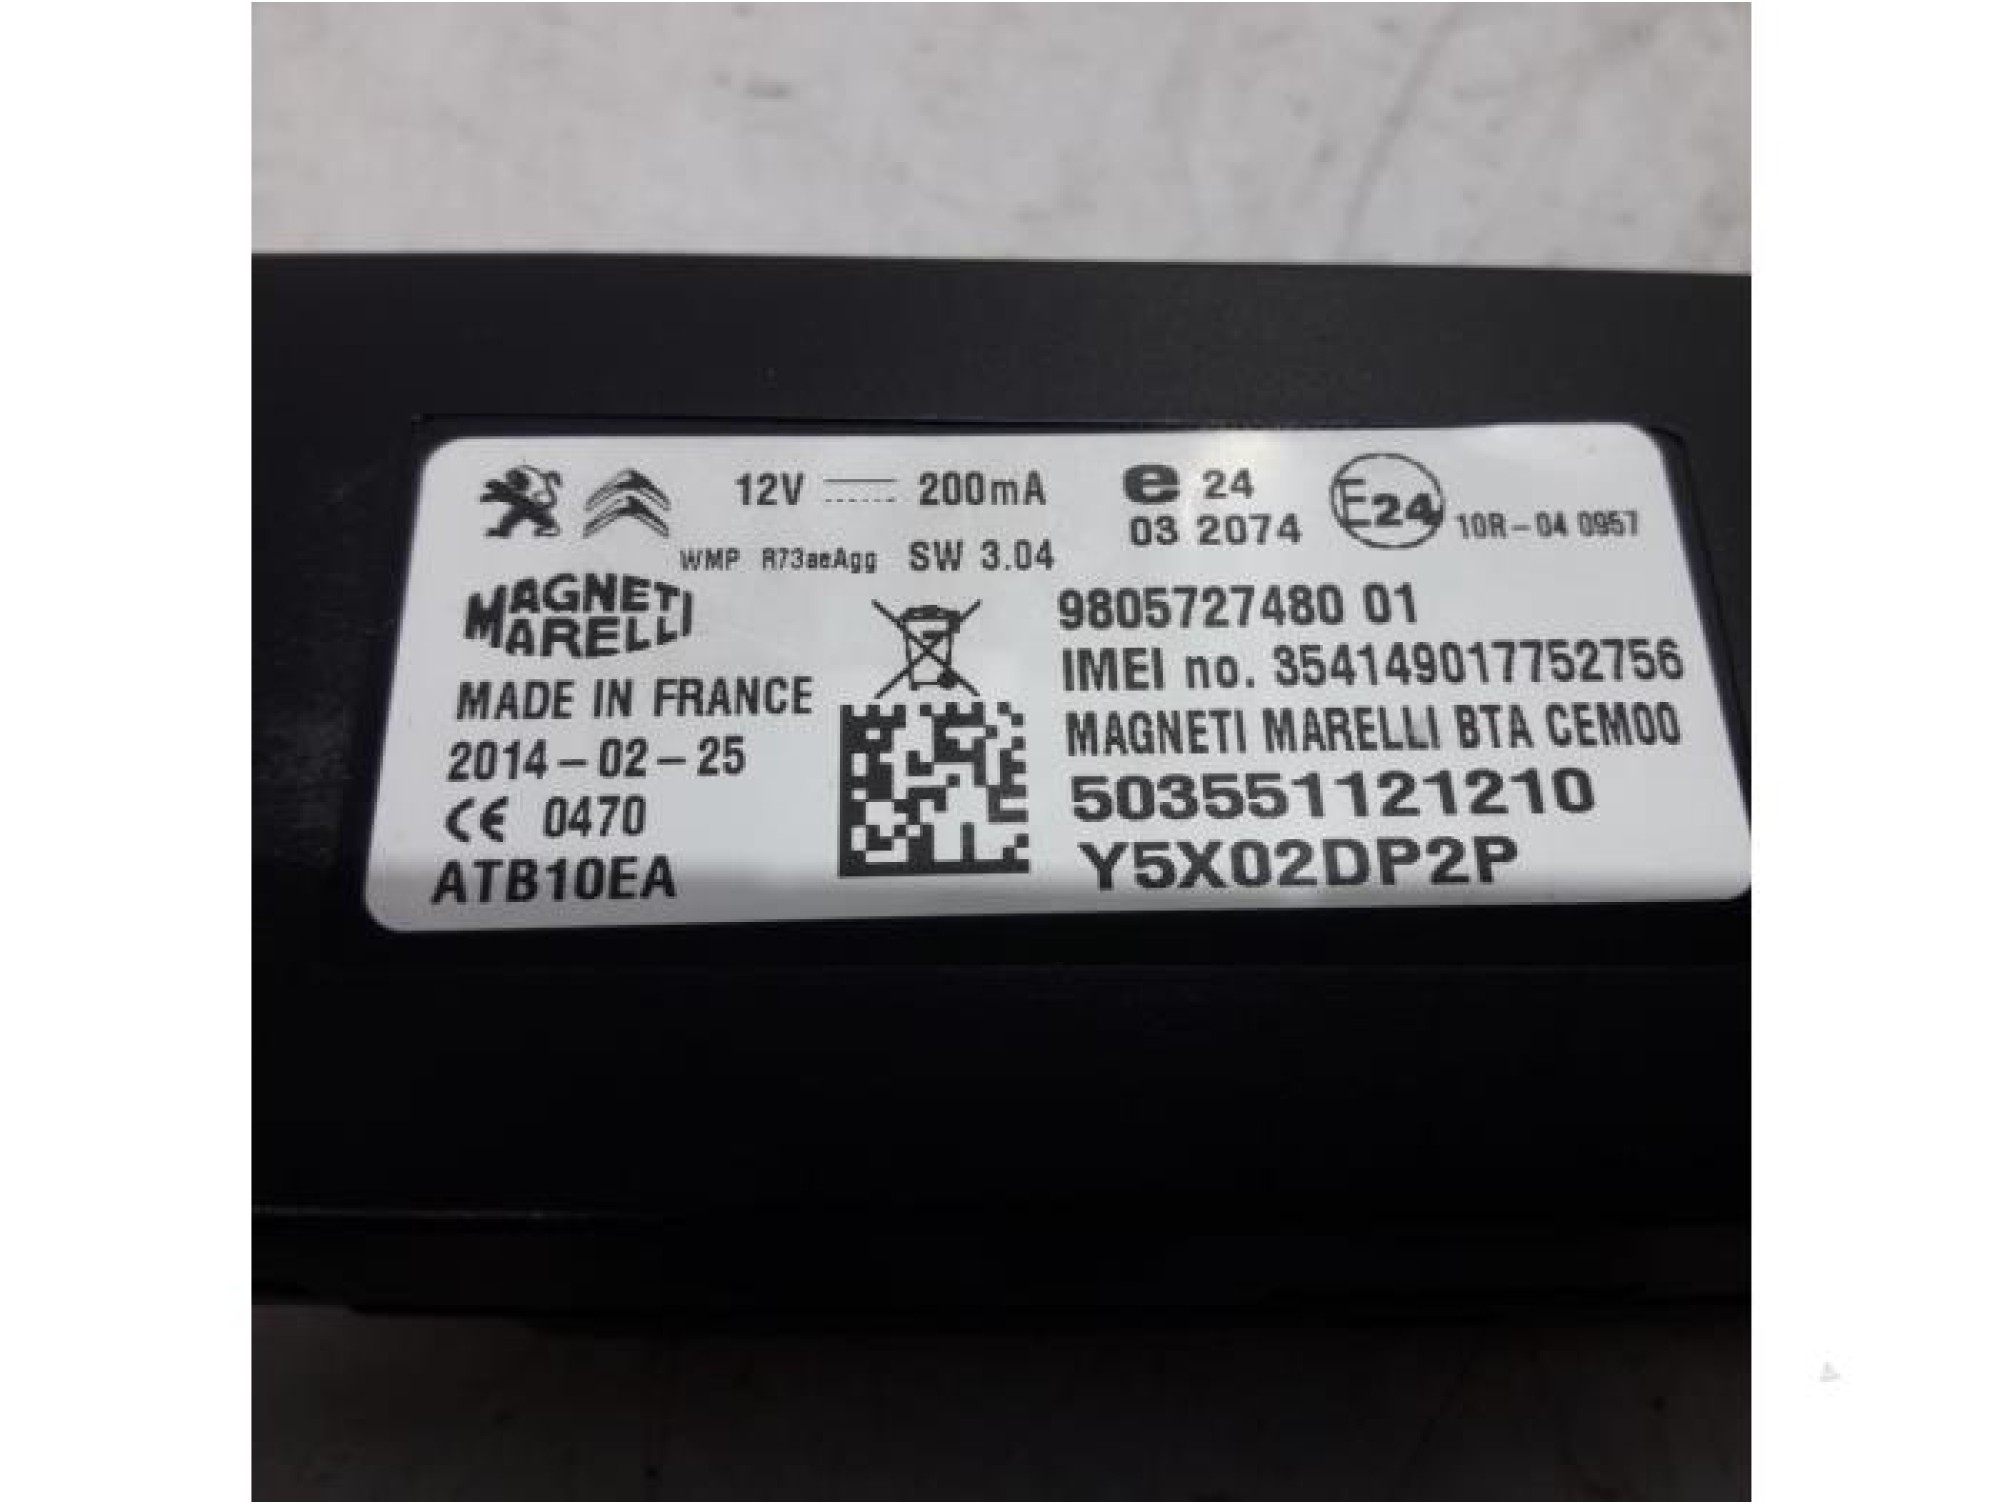 12V 200mA e 24
03 2074 E24 10R-04 0957
WMP R73aeAgg SW 3.04
MAGNETI
MARELLI
9805727480 01
IMEI no. 354149017752756
MADE IN FRANCE
MAGNETI MARELLI BTA CEM00
2014-02-25
503551121210
CE 0470
Y5X02DP2P
ATB10EA